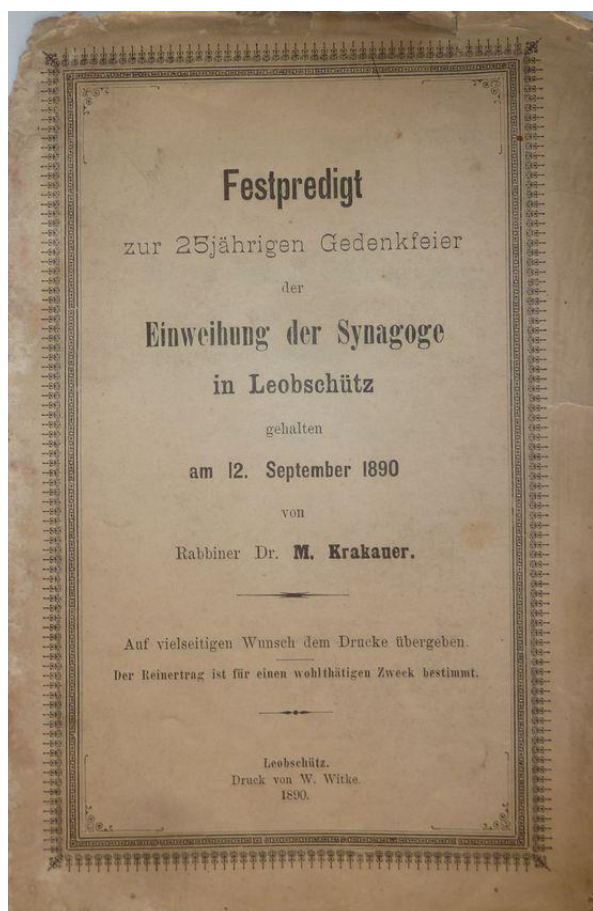 Festpredigt
zur 25jährigen Gedenkfeier
der
Einweihung der Synagoge
in Leobschütz
gehalten
am 12. September 1890
von
Rabbiner Dr. M. Krakauer.
Auf vielseitigen Wunsch dem Drucke übergeben.
Der Reinertrag ist für einen wohlthätigen Zweck bestimmt.
Leobschütz.
Druck von W. Witke.
1890.